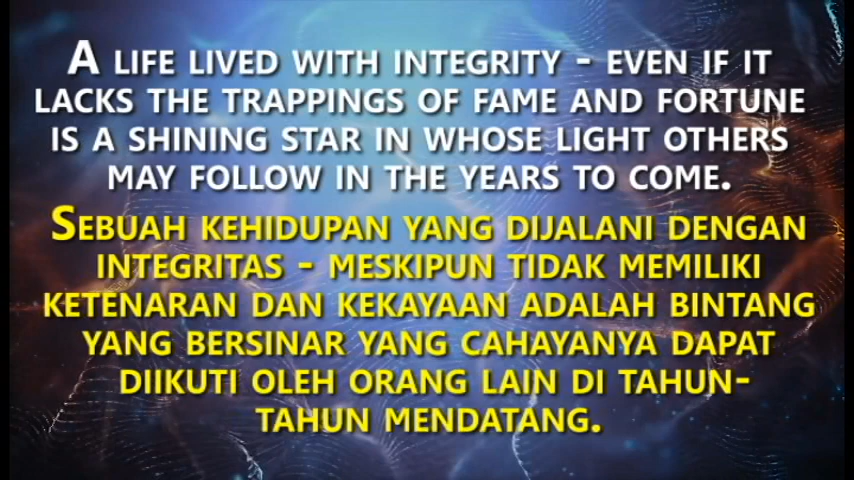 A LIFE LIVED WITH INTEGRITY - EVEN IF IT
LACKS THE TRAPPINGS OF FAME AND FORTUNE
IS A SHINING STAR IN WHOSE LIGHT OTHERS
MAY FOLLOW IN THE YEARS TO COME.
SEBUAH KEHIDUPAN YANG DIJALANI DENGAN
INTEGRITAS - MESKIPUN TIDAK MEMILIKI
KETENARAN DAN KEKAYAAN ADALAH BINTANG
YANG BERSINAR YANG CAHAYANYA DAPAT
DIIKUTI OLEH ORANG LAIN DI TAHUN-
TAHUN MENDATANG.